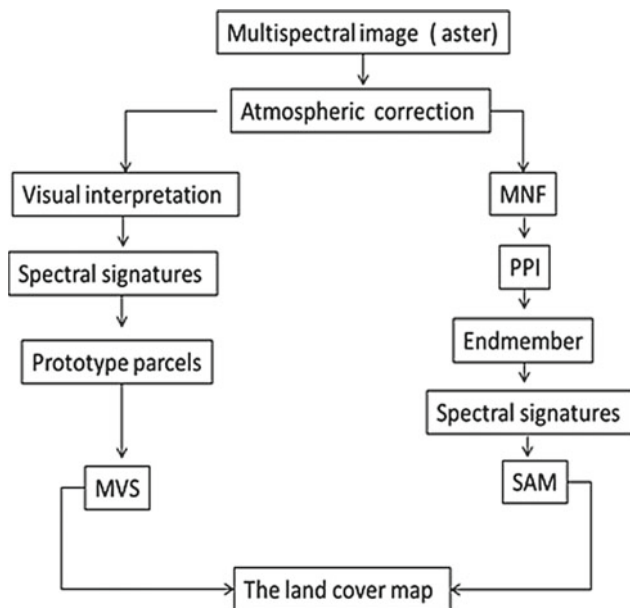 Multispectral image ( aster)
Atmospheric correction
Visual interpretation
MNF
Spectral signatures
PPI
Prototype parcels
Endmember
Spectral signatures
MVS
SAM
The land cover map